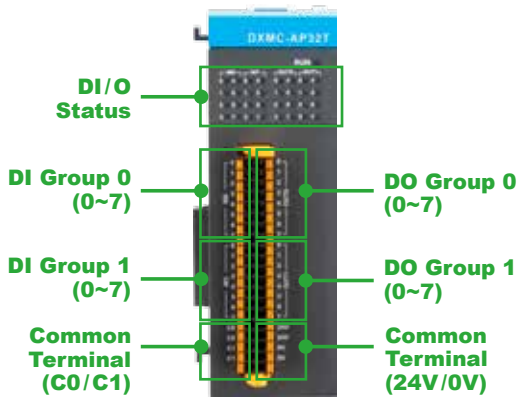 DXMC-AP32T
RUN
DI/O
Status
DI Group 0
(0~7)
DO Group 0
(0~7)
DI Group 1
(0~7)
DO Group 1
(0~7)
Common
Terminal
(C0/C1)
Common
Terminal
(24V/0V)